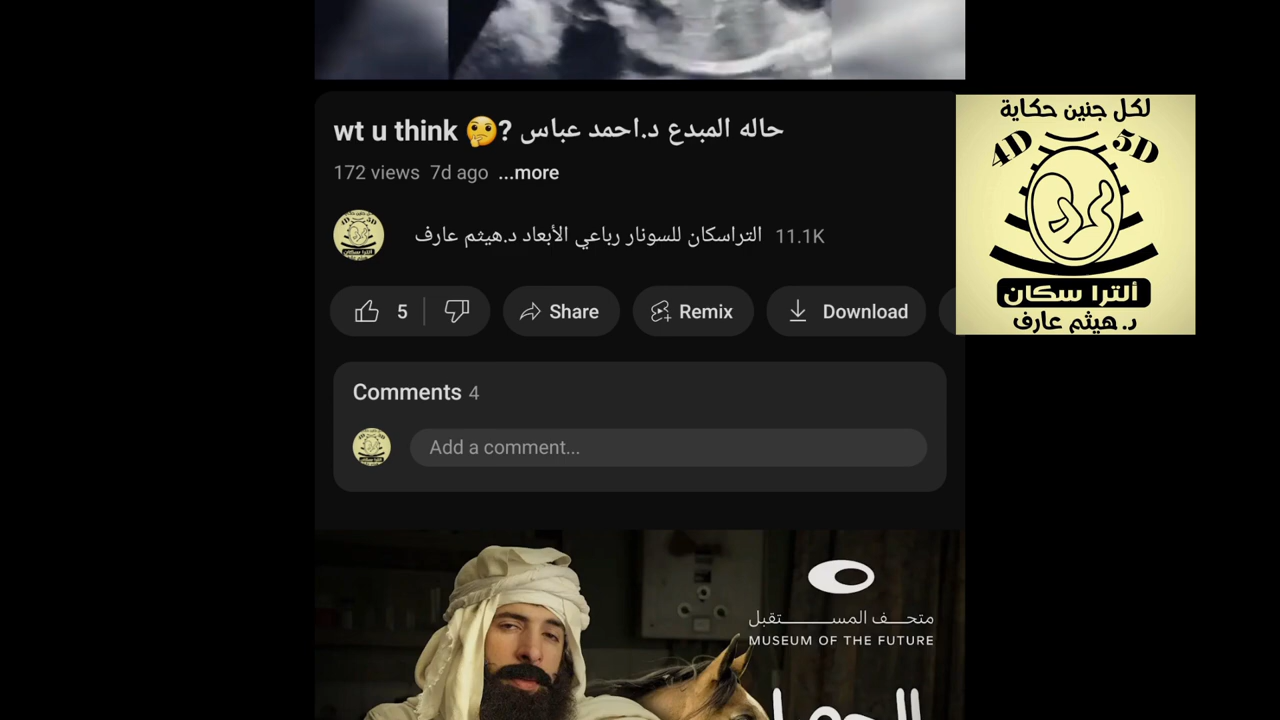 wt u think 🤔? حاله المبدع د.احمد عباس
172 views 7d ago ...more
التراسكان للسونار رباعي الأبعاد د.هيثم عارف 11.1K
5 Share Remix Download
Comments 4
Add a comment...
لكل جنين حكاية
4D 5D
ألترا سكان
د. هيثم عارف
متحف المستقبل
MUSEUM OF THE FUTURE